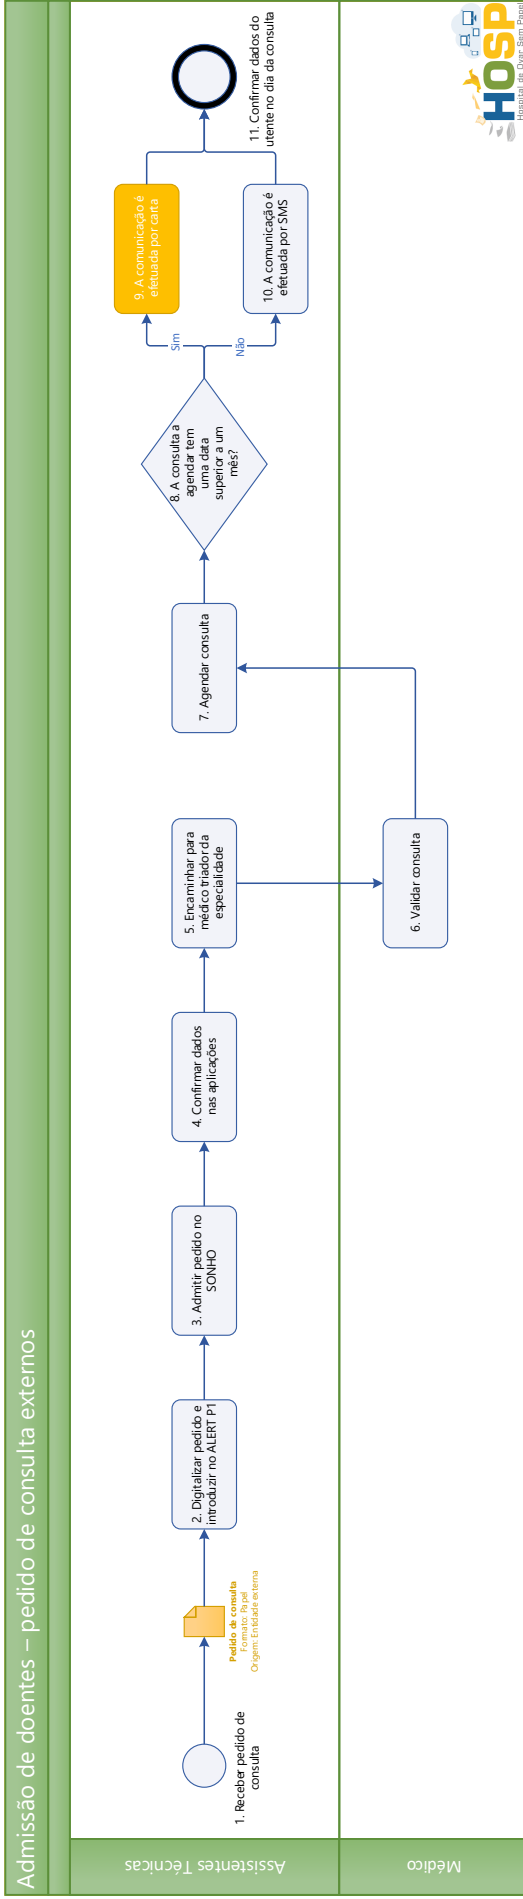 Admissão de doentes – pedido de consulta externos
Assistentes Técnicas
Médico
1. Receber pedido de
consulta
Pedido de consulta
Formato: Papel
Origem: Entidade externa
2. Digitalizar pedido e
introduzir no ALERT P1
3. Admitir pedido no
SONHO
4. Confirmar dados
nas aplicações
5. Encaminhar para
médico triador da
especialidade
6. Validar consulta
7. Agendar consulta
8. A consulta a
agendar tem
uma data
superior a um
mês?
Sim
Não
9. A comunicação é
efetuada por carta
10. A comunicação é
efetuada por SMS
11. Confirmar dados do
utente no dia da consulta
HOSP
Hospital de Ovar Sem Papel